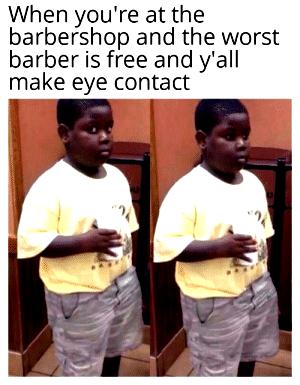 When you're at the
barbershop and the worst
barber is free and y'all
make eye contact